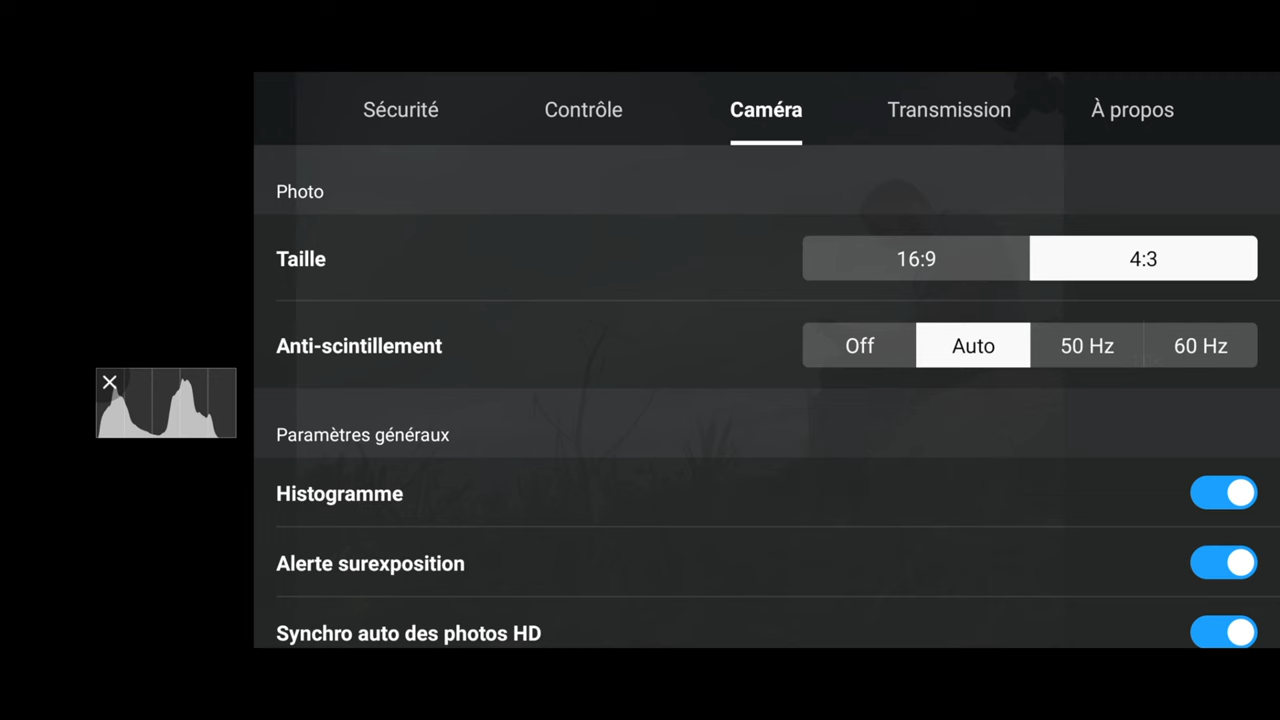 Sécurité Contrôle Caméra Transmission À propos
Photo
Taille 16:9 4:3
Anti-scintillement Off Auto 50 Hz 60 Hz
Paramètres généraux
Histogramme
Alerte surexposition
Synchro auto des photos HD